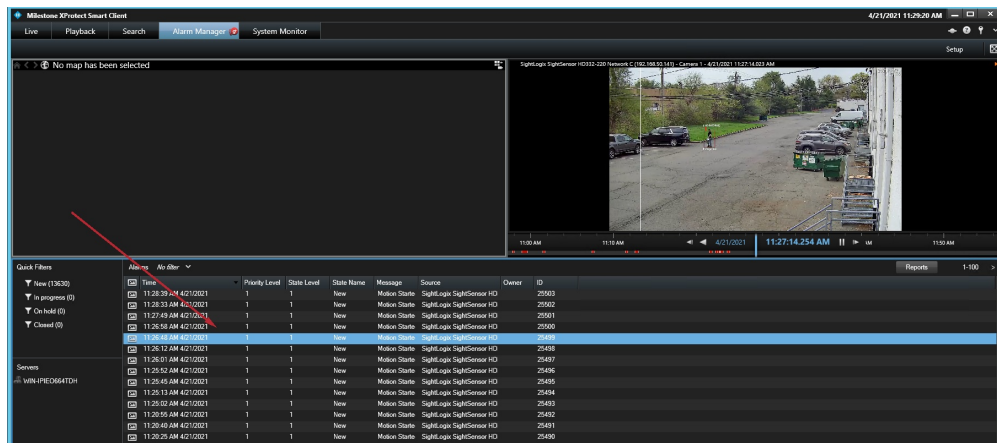 Milestone XProtect Smart Client 4/21/2021 11:29:20 AM
Live Playback Search Alarm Manager System Monitor
Setup
No map has been selected
SightLogix SightSensor HD332-220 Network C (192.168.50.141) - Camera 1 - 4/21/2021 11:27:14.023 AM
4/21/2021 11:27:14.254 AM
11:00 AM 11:10 AM 11:50 AM
Quick Filters
New (13630)
In progress (0)
On hold (0)
Closed (0)
Servers
WIN-IPIEO664TDH
Alarms No filter Reports 1-100
Time Priority Level State Level State Name Message Source Owner ID
11:28:39 AM 4/21/2021 1 1 New Motion Starte SightLogix SightSensor HD 25503
11:28:33 AM 4/21/2021 1 1 New Motion Starte SightLogix SightSensor HD 25502
11:27:49 AM 4/21/2021 1 1 New Motion Starte SightLogix SightSensor HD 25501
11:26:58 AM 4/21/2021 1 1 New Motion Starte SightLogix SightSensor HD 25500
11:26:48 AM 4/21/2021 1 1 New Motion Starte SightLogix SightSensor HD 25499
11:26:12 AM 4/21/2021 1 1 New Motion Starte SightLogix SightSensor HD 25498
11:26:01 AM 4/21/2021 1 1 New Motion Starte SightLogix SightSensor HD 25497
11:25:52 AM 4/21/2021 1 1 New Motion Starte SightLogix SightSensor HD 25496
11:25:45 AM 4/21/2021 1 1 New Motion Starte SightLogix SightSensor HD 25495
11:25:13 AM 4/21/2021 1 1 New Motion Starte SightLogix SightSensor HD 25494
11:25:02 AM 4/21/2021 1 1 New Motion Starte SightLogix SightSensor HD 25493
11:20:55 AM 4/21/2021 1 1 New Motion Starte SightLogix SightSensor HD 25492
11:20:40 AM 4/21/2021 1 1 New Motion Starte SightLogix SightSensor HD 25491
11:20:25 AM 4/21/2021 1 1 New Motion Starte SightLogix SightSensor HD 25490